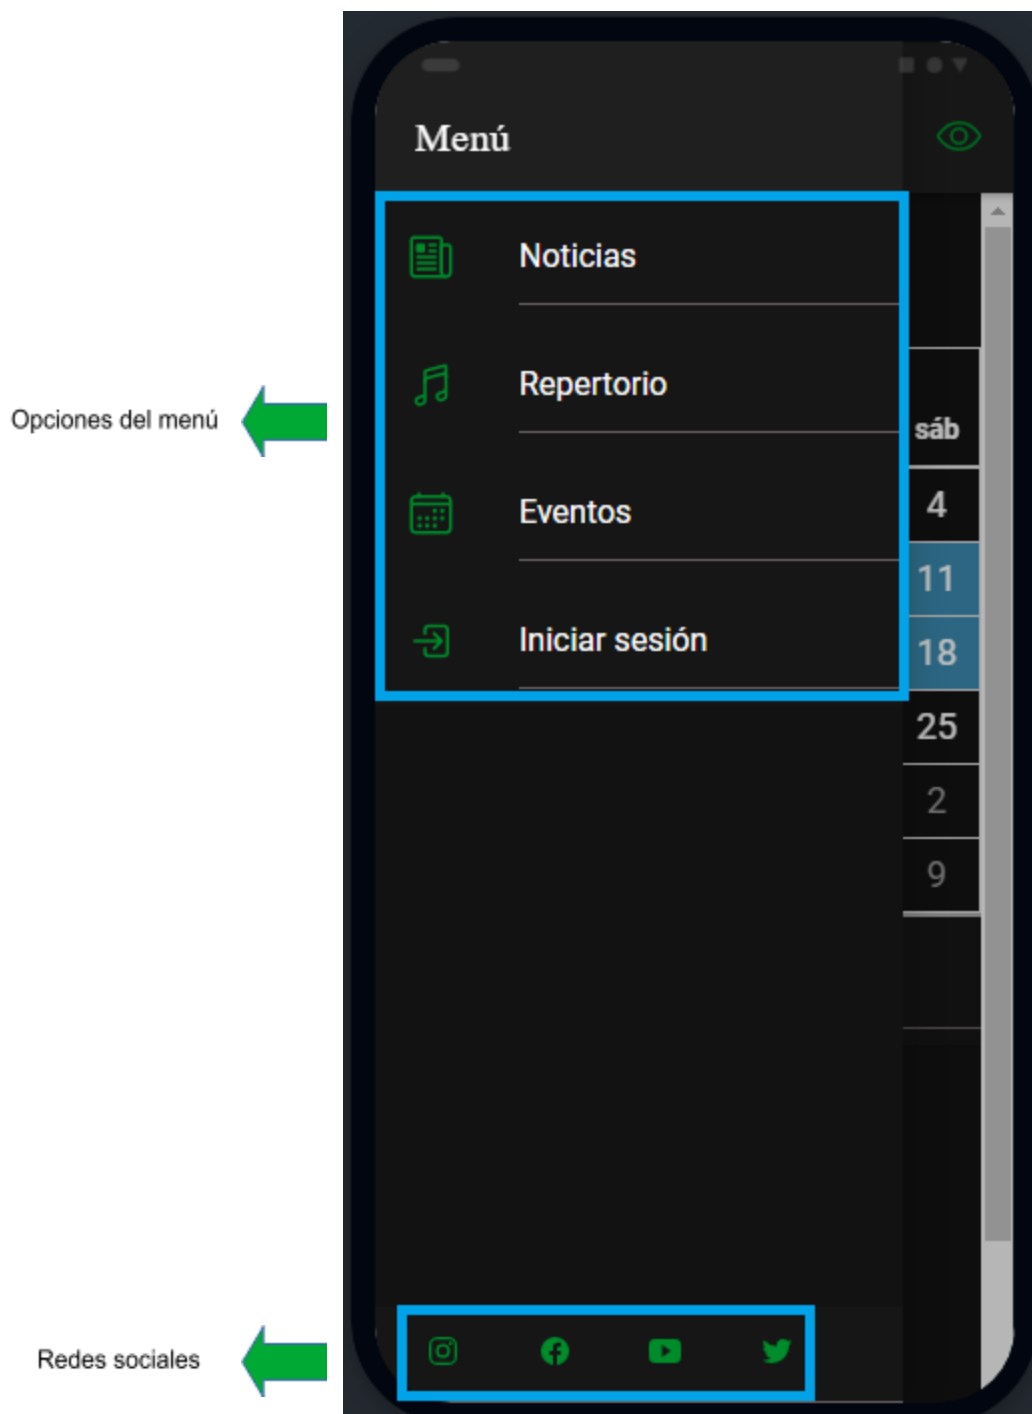 Menú
Noticias
Repertorio
Opciones del menú
sáb
4
Eventos
11
Iniciar sesión
18
25
2
9
Redes sociales